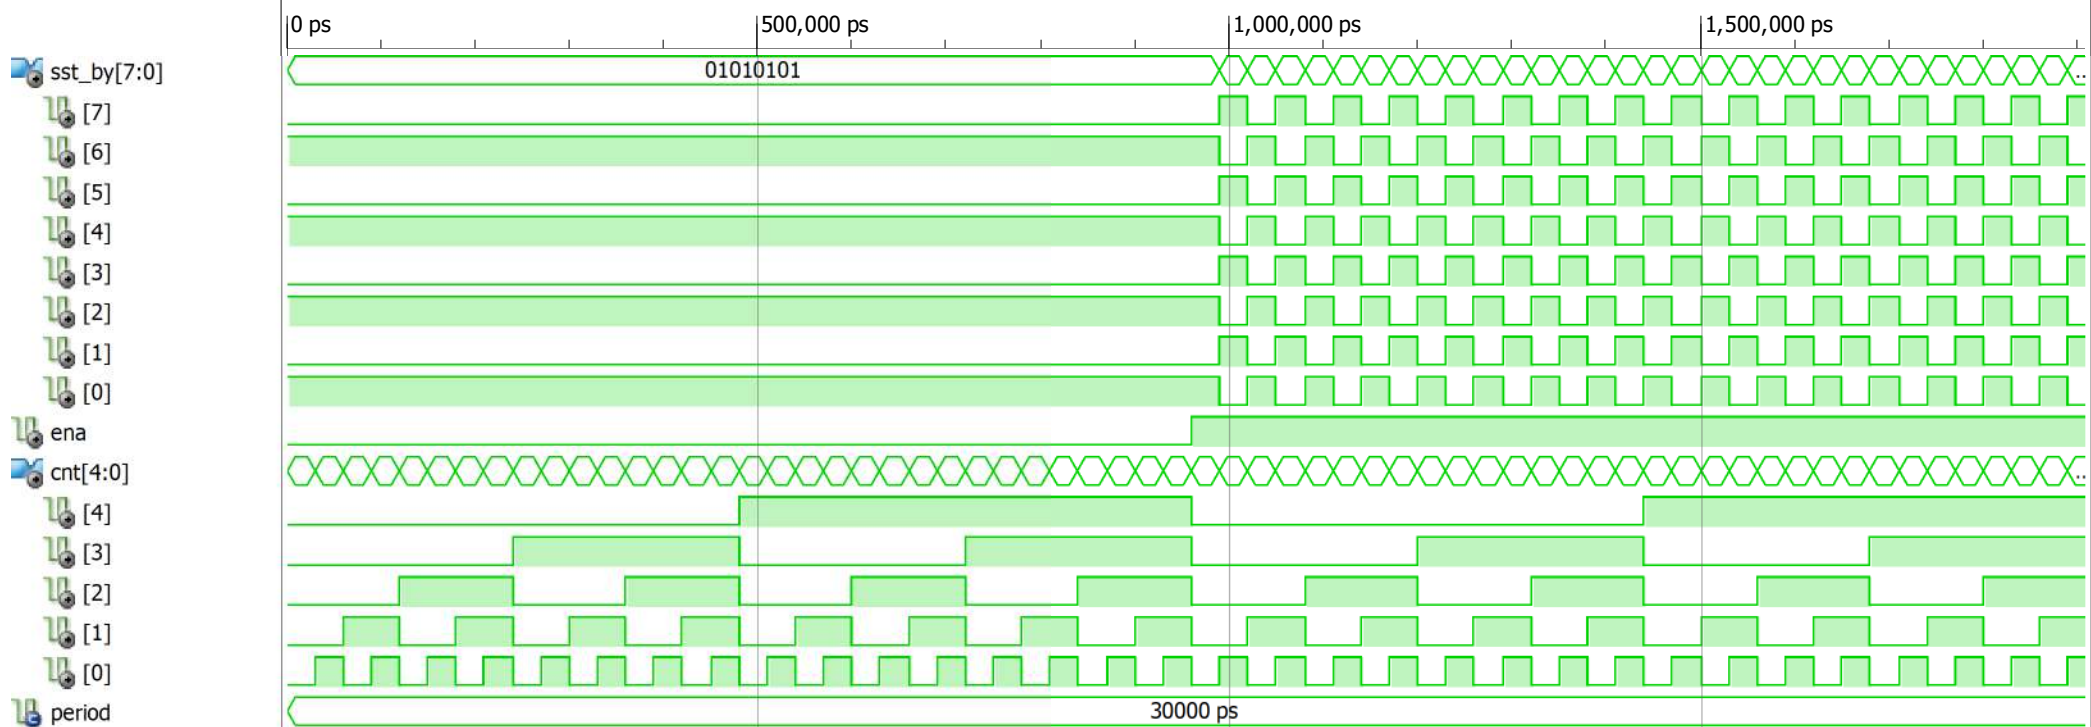 0 ps 500,000 ps 1,000,000 ps 1,500,000 ps
sst_by[7:0] 01010101 ..
[7]
[6]
[5]
[4]
[3]
[2]
[1]
[0]
ena
cnt[4:0] ..
[4]
[3]
[2]
[1]
[0]
period 30000 ps